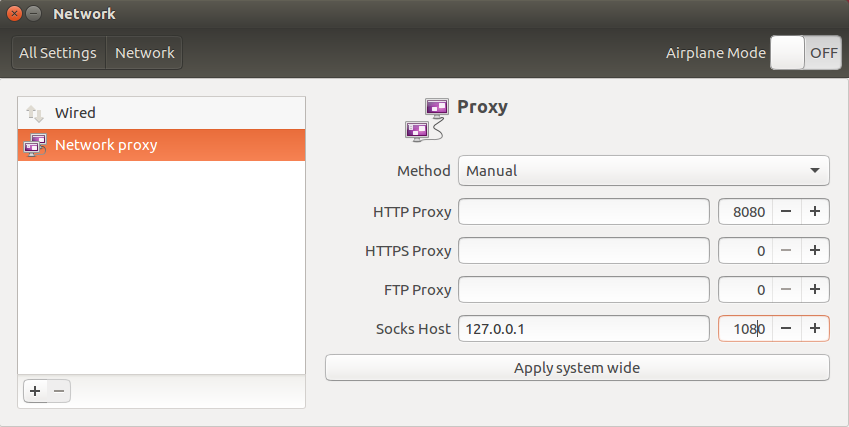 Network
All Settings Network Airplane Mode OFF
Wired
Network proxy
Proxy
Method Manual
HTTP Proxy 8080 − +
HTTPS Proxy 0 − +
FTP Proxy 0 − +
Socks Host 127.0.0.1 1080 − +
Apply system wide
+ −